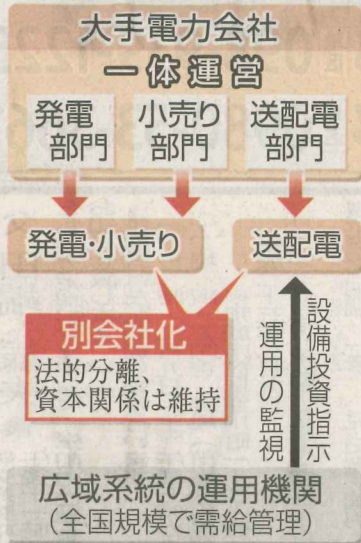 大手電力会社
一体運営
発電部門
小売り部門
送配電部門
発電・小売り
送配電
別会社化
法的分離、
資本関係は維持
設備投資指示
運用の監視
広域系統の運用機関
(全国規模で需給管理)